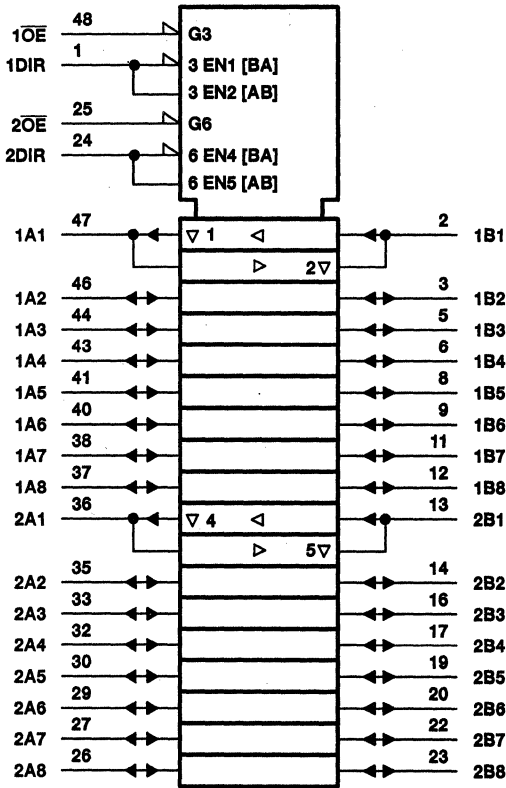 1OE 48 G3
1DIR 1 3 EN1 [BA]
3 EN2 [AB]
2OE 25 G6
2DIR 24 6 EN4 [BA]
6 EN5 [AB]
1A1 47 ▽ 1 ◁ 2 1B1
▷ 2▽
1A2 46 3 1B2
1A3 44 5 1B3
1A4 43 6 1B4
1A5 41 8 1B5
1A6 40 9 1B6
1A7 38 11 1B7
1A8 37 12 1B8
2A1 36 ▽ 4 ◁ 13 2B1
▷ 5▽
2A2 35 14 2B2
2A3 33 16 2B3
2A4 32 17 2B4
2A5 30 19 2B5
2A6 29 20 2B6
2A7 27 22 2B7
2A8 26 23 2B8